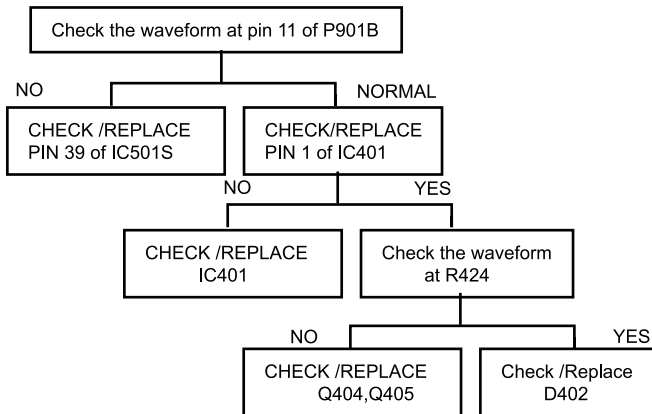 Check the waveform at pin 11 of P901B
NO
NORMAL
CHECK /REPLACE
PIN 39 of IC501S
CHECK/REPLACE
PIN 1 of IC401
NO
YES
CHECK /REPLACE
IC401
Check the waveform
at R424
NO
YES
CHECK /REPLACE
Q404,Q405
Check /Replace
D402